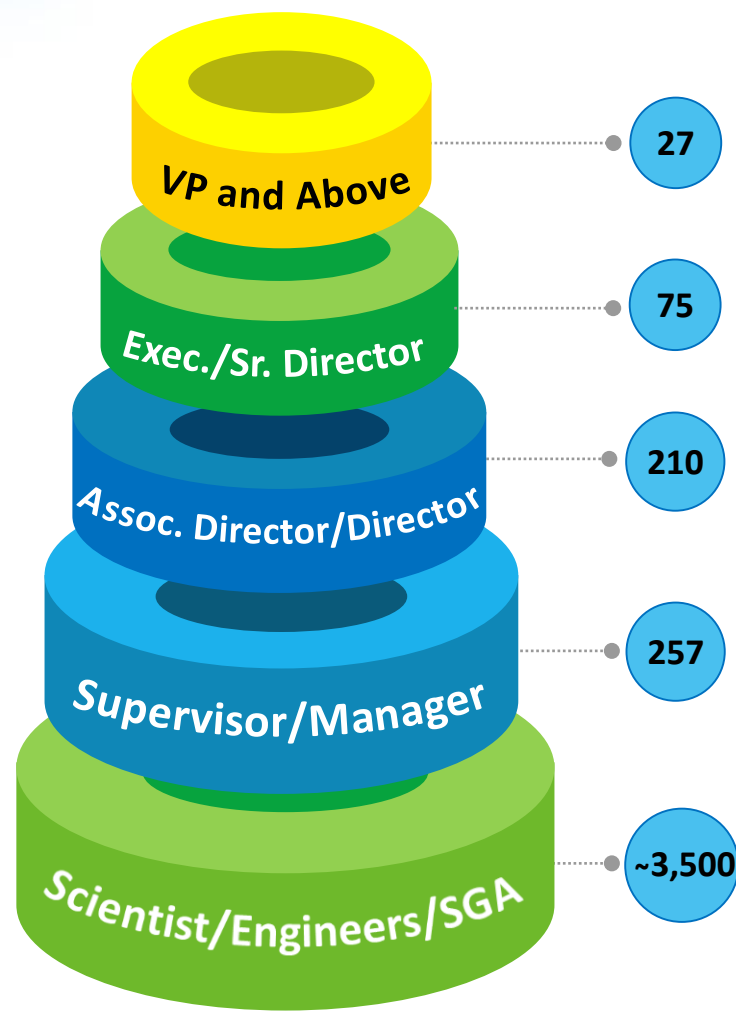 VP and Above
27
Exec./Sr. Director
75
Assoc. Director/Director
210
Supervisor/Manager
257
Scientist/Engineers/SGA
~3,500